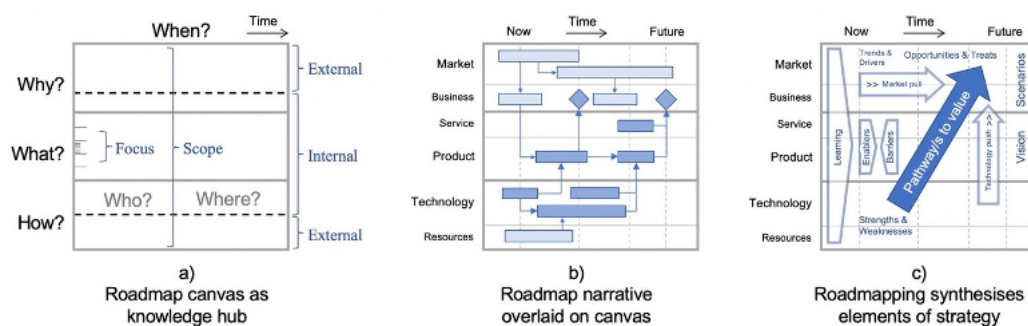 When?
Time
Why?
External
What?
Focus
Scope
Internal
Who?
Where?
How?
External
a)
Roadmap canvas as
knowledge hub
Time
Now
Future
Market
Business
Service
Product
Technology
Resources
b)
Roadmap narrative
overlaid on canvas
Time
Now
Future
Market
Business
Service
Product
Technology
Resources
Trends &
Drivers
Opportunities & Treats
>> Market pull
Scenarios
Learning
Enablers
Barriers
Pathway/s to value
Technology push >>
Vision
Strengths &
Weaknesses
c)
Roadmapping synthesises
elements of strategy